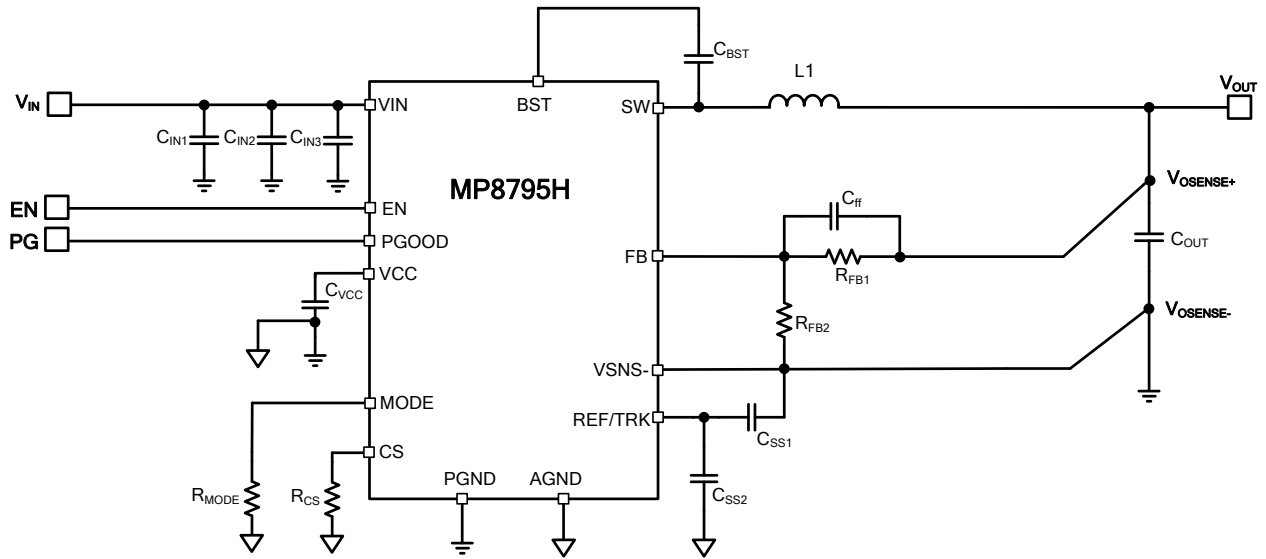 C_BST
L1
V_IN
VIN
BST
SW
V_OUT
C_IN1
C_IN2
C_IN3
MP8795H
V_OSENSE+
EN
EN
C_ff
PG
PGOOD
FB
C_OUT
VCC
R_FB1
C_VCC
R_FB2
V_OSENSE-
VSNS-
MODE
REF/TRK
C_SS1
CS
PGND
AGND
R_MODE
R_CS
C_SS2